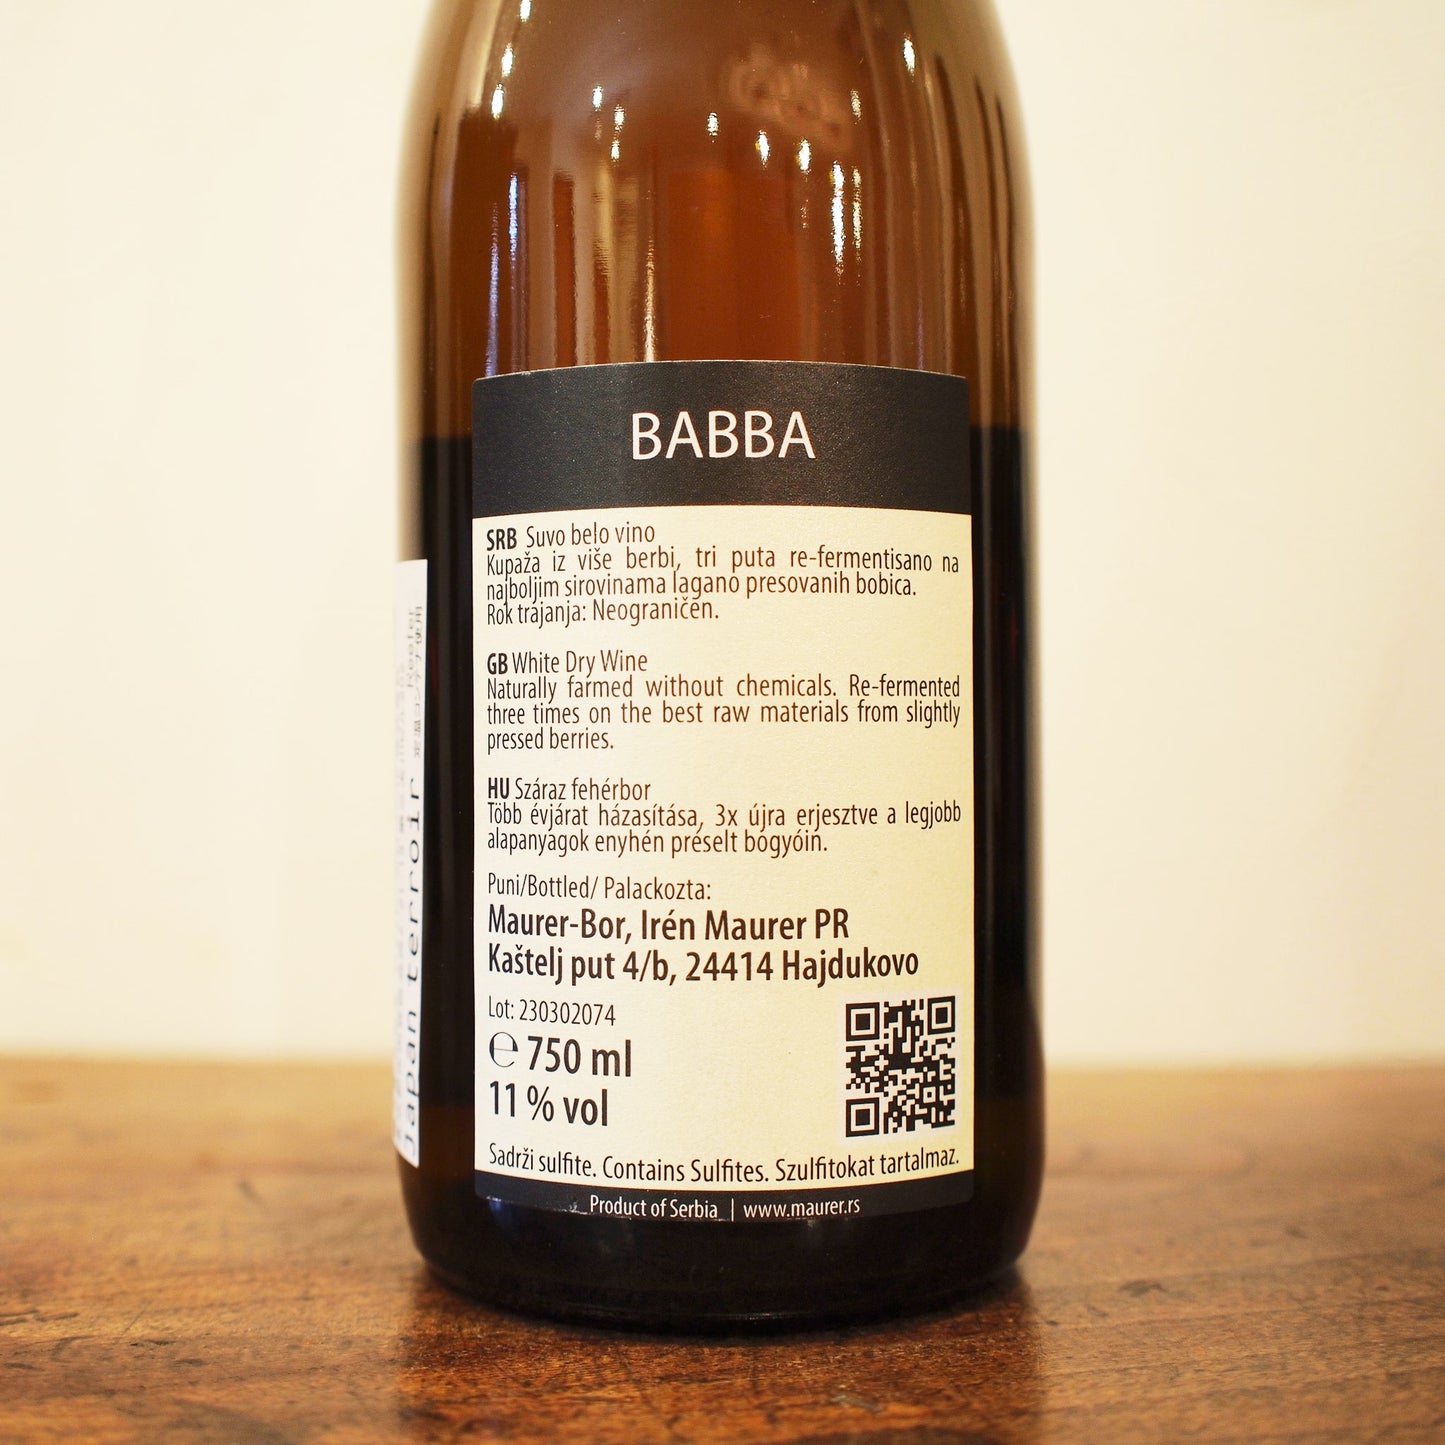 BABBA
SRB Suvo belo vino
Kupaža iz više berbi, tri puta re-fermentisano na
najboljim sirovinama lagano presovanih bobica.
Rok trajanja: Neograničen.
GB White Dry Wine
Naturally farmed without chemicals. Re-fermented
three times on the best raw materials from slightly
pressed berries.
HU Száraz fehérbor
Több évjárat házasítása, 3x újra erjesztve a legjobb
alapanyagok enyhén préselt bogyóin.
Puni/Bottled/ Palackozta:
Maurer-Bor, Irén Maurer PR
Kaštelj put 4/b, 24414 Hajdukovo
Lot: 230302074
℮ 750 ml
11 % vol
Sadrži sulfite. Contains Sulfites. Szulfitokat tartalmaz.
Product of Serbia | www.maurer.rs
Japan terroir
Reefer